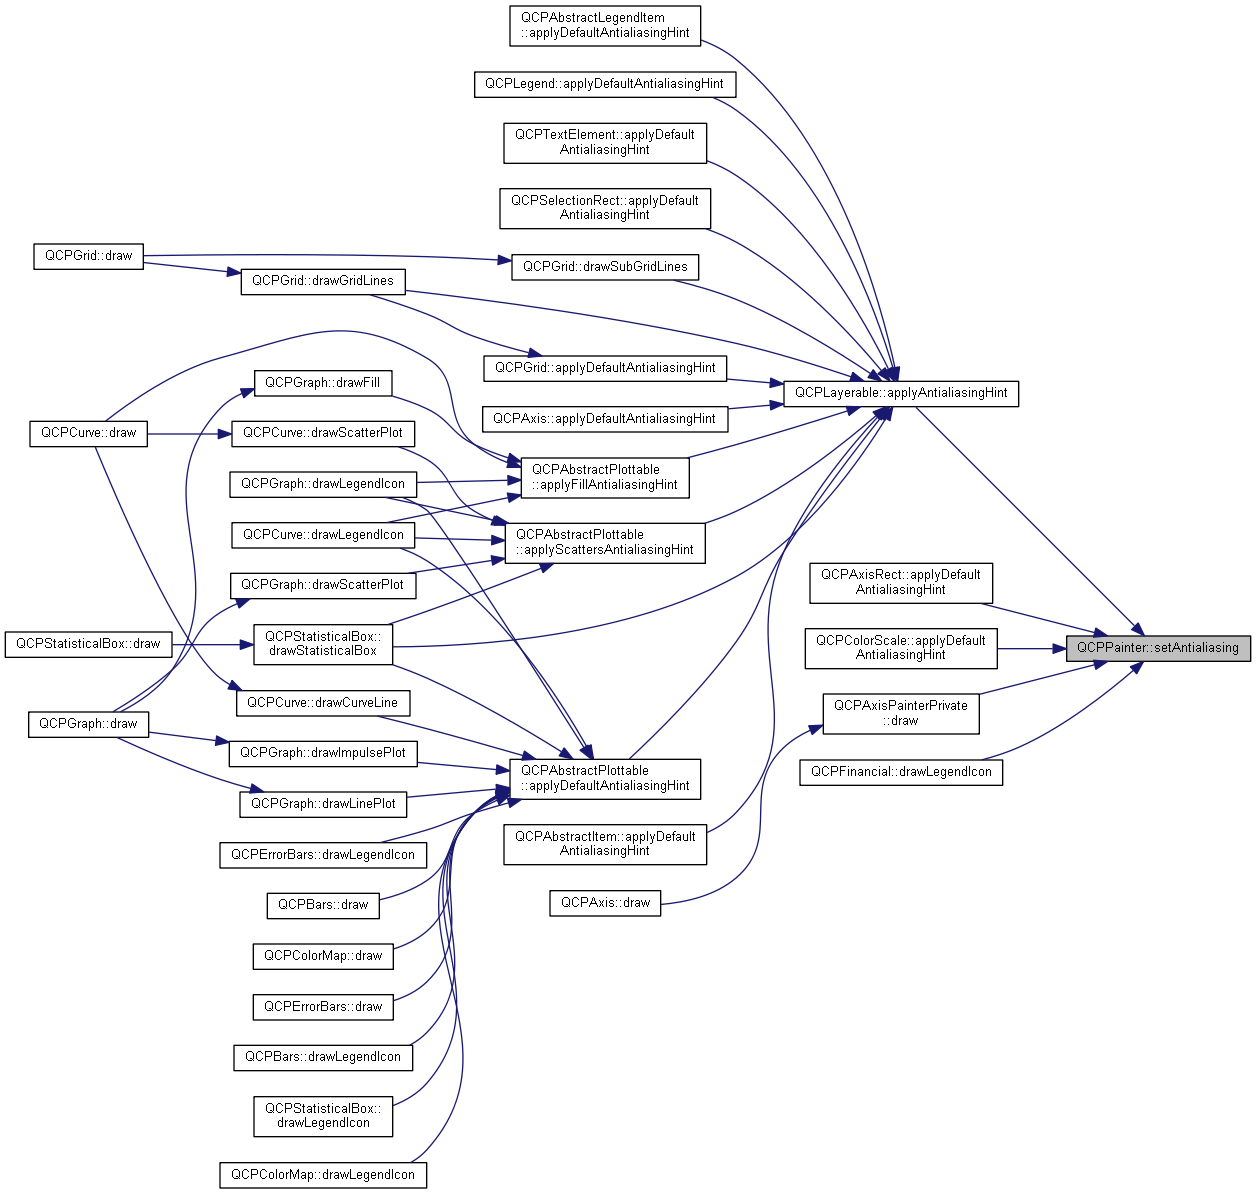 QCPAbstractLegendItem
::applyDefaultAntialiasingHint
QCPLegend::applyDefaultAntialiasingHint
QCPTextElement::applyDefault
AntialiasingHint
QCPSelectionRect::applyDefault
AntialiasingHint
QCPGrid::draw
QCPGrid::drawSubGridLines
QCPGrid::drawGridLines
QCPGrid::applyDefaultAntialiasingHint
QCPGraph::drawFill
QCPLayerable::applyAntialiasingHint
QCPAxis::applyDefaultAntialiasingHint
QCPCurve::draw
QCPCurve::drawScatterPlot
QCPAbstractPlottable
::applyFillAntialiasingHint
QCPGraph::drawLegendIcon
QCPCurve::drawLegendIcon
QCPAbstractPlottable
::applyScattersAntialiasingHint
QCPGraph::drawScatterPlot
QCPAxisRect::applyDefault
AntialiasingHint
QCPStatisticalBox::draw
QCPStatisticalBox::
drawStatisticalBox
QCPColorScale::applyDefault
AntialiasingHint
QCPPainter::setAntialiasing
QCPCurve::drawCurveLine
QCPAxisPainterPrivate
::draw
QCPGraph::draw
QCPGraph::drawImpulsePlot
QCPAbstractPlottable
::applyDefaultAntialiasingHint
QCPFinancial::drawLegendIcon
QCPGraph::drawLinePlot
QCPErrorBars::drawLegendIcon
QCPAbstractItem::applyDefault
AntialiasingHint
QCPBars::draw
QCPAxis::draw
QCPColorMap::draw
QCPErrorBars::draw
QCPBars::drawLegendIcon
QCPStatisticalBox::
drawLegendIcon
QCPColorMap::drawLegendIcon